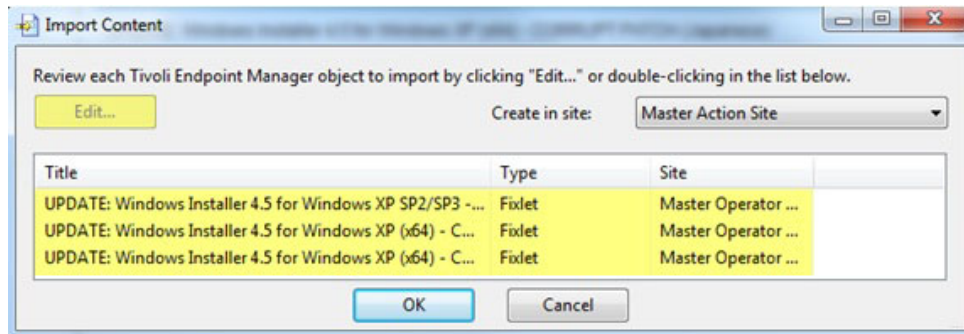 Import Content
Review each Tivoli Endpoint Manager object to import by clicking "Edit..." or double-clicking in the list below.
Edit... Create in site: Master Action Site
Title Type Site
UPDATE: Windows Installer 4.5 for Windows XP SP2/SP3 -... Fixlet Master Operator ...
UPDATE: Windows Installer 4.5 for Windows XP (x64) - C... Fixlet Master Operator ...
UPDATE: Windows Installer 4.5 for Windows XP (x64) - C... Fixlet Master Operator ...
OK Cancel